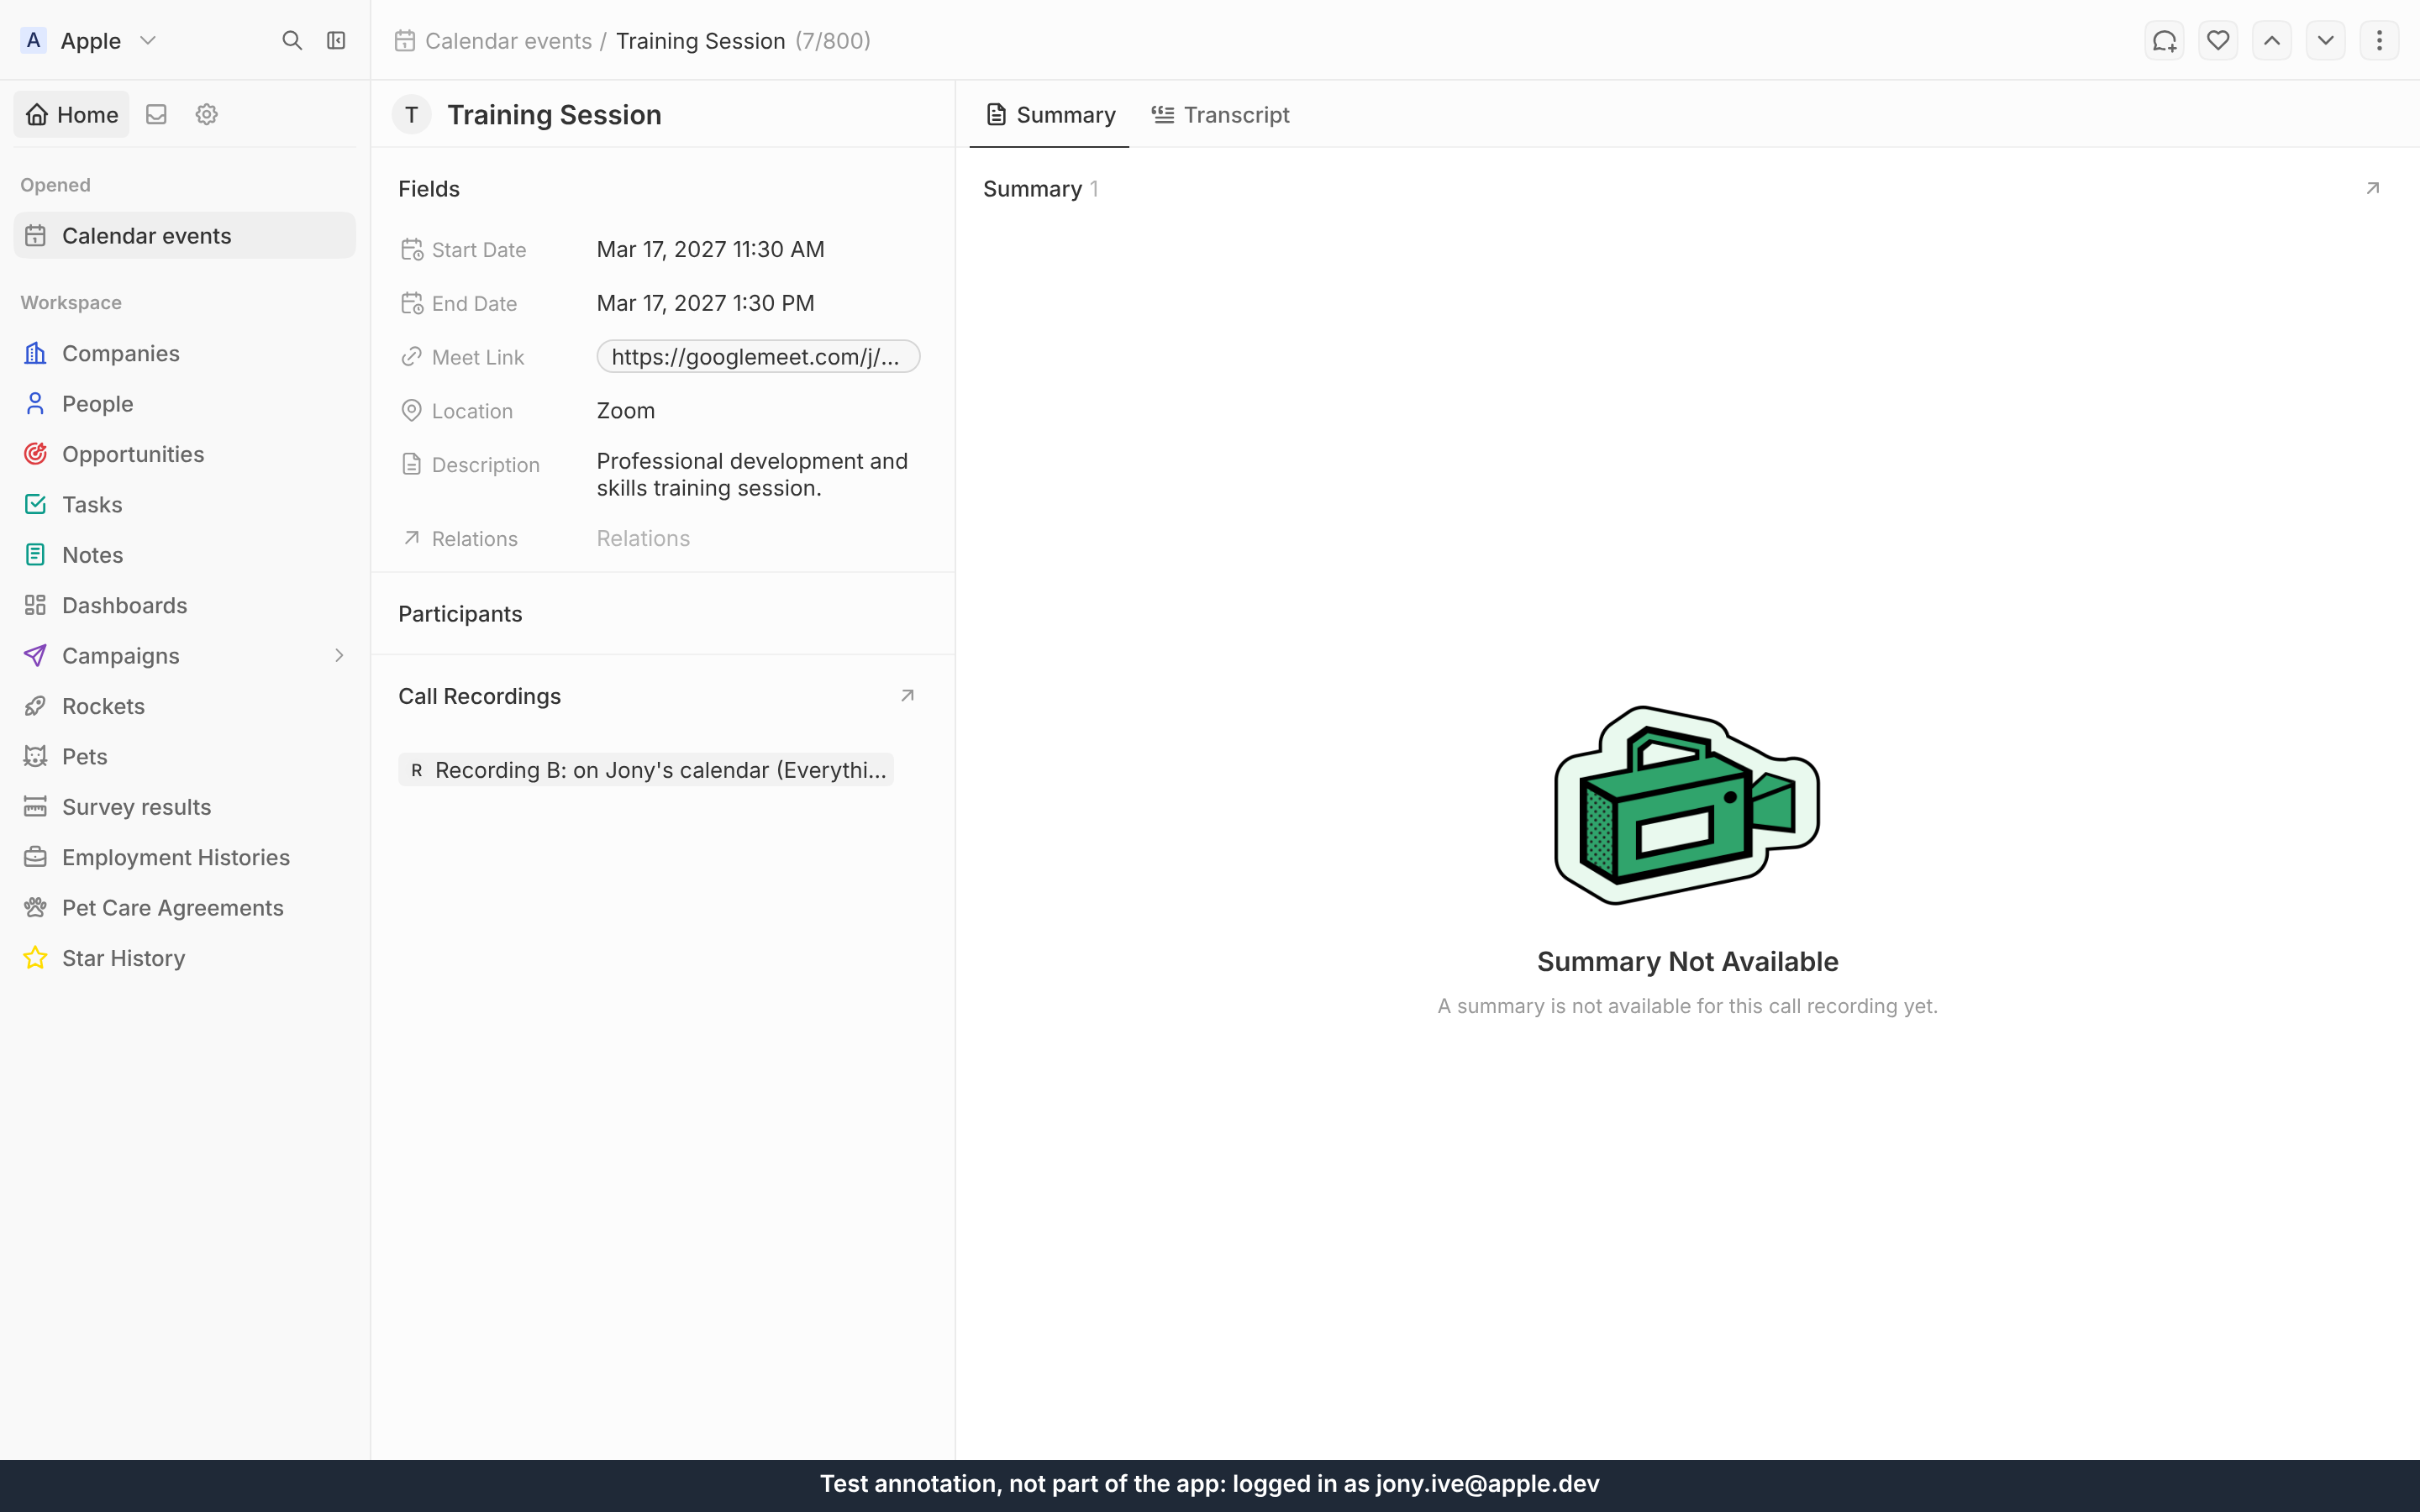 A Apple
Calendar events / Training Session (7/800)
Home
Opened
Calendar events
Workspace
Companies
People
Opportunities
Tasks
Notes
Dashboards
Campaigns
Rockets
Pets
Survey results
Employment Histories
Pet Care Agreements
Star History
T Training Session
Fields
Start Date Mar 17, 2027 11:30 AM
End Date Mar 17, 2027 1:30 PM
Meet Link https://googlemeet.com/j/...
Location Zoom
Description Professional development and
skills training session.
Relations Relations
Participants
Call Recordings
R Recording B: on Jony's calendar (Everythi...
Summary Transcript
Summary 1
Summary Not Available
A summary is not available for this call recording yet.
Test annotation, not part of the app: logged in as jony.ive@apple.dev